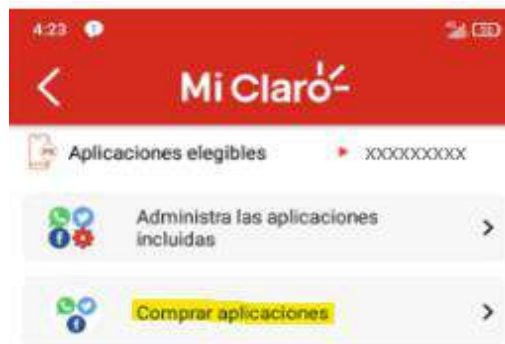 4:23
Mi Claro
Aplicaciones elegibles XXXXXXXXX
Administra las aplicaciones
incluidas
Comprar aplicaciones